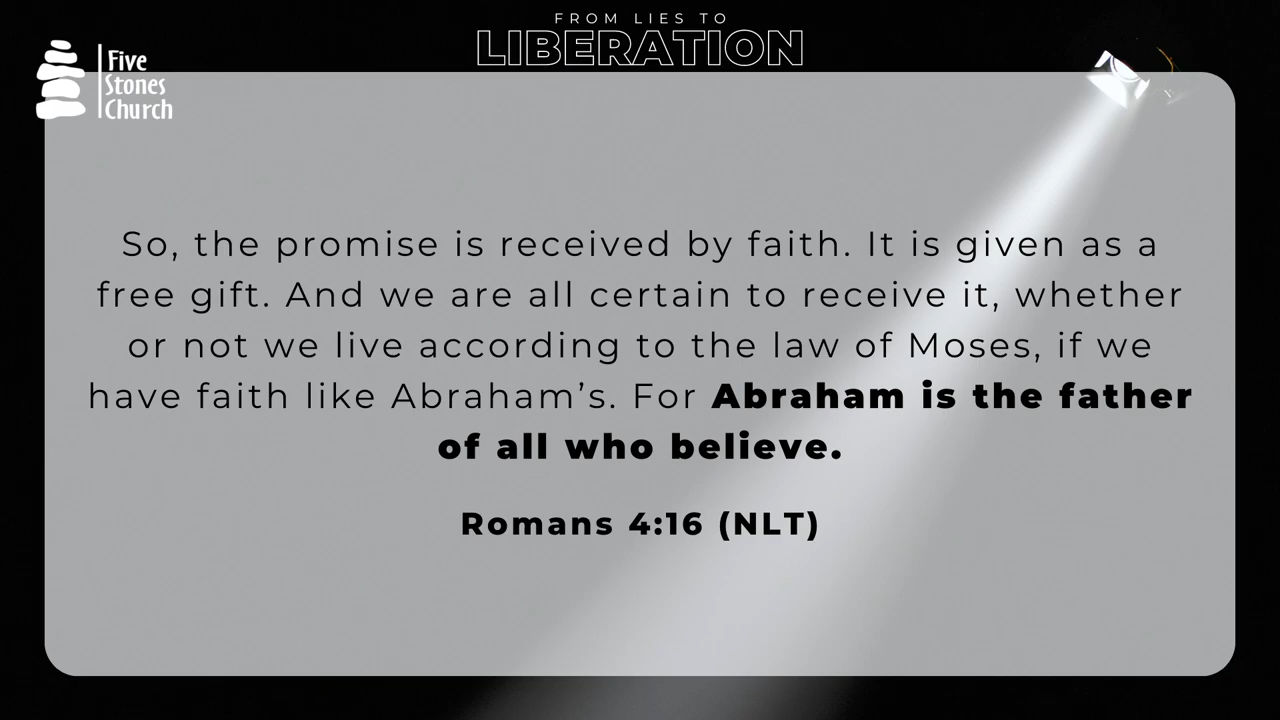 FROM LIES TO
LIBERATION
Five
Stones
Church
So, the promise is received by faith. It is given as a
free gift. And we are all certain to receive it, whether
or not we live according to the law of Moses, if we
have faith like Abraham’s. For Abraham is the father
of all who believe.
Romans 4:16 (NLT)